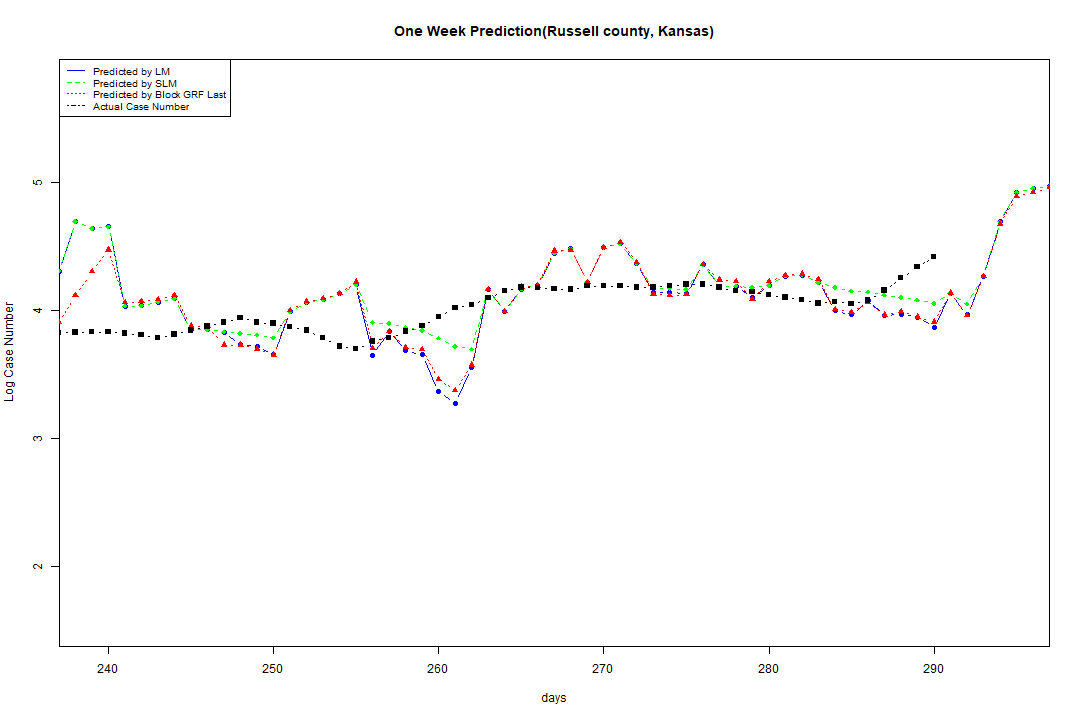 One Week Prediction(Russell county, Kansas)
Predicted by LM
Predicted by SLM
Predicted by Block GRF Last
Actual Case Number
Log Case Number
5
4
3
2
240 250 260 270 280 290
days